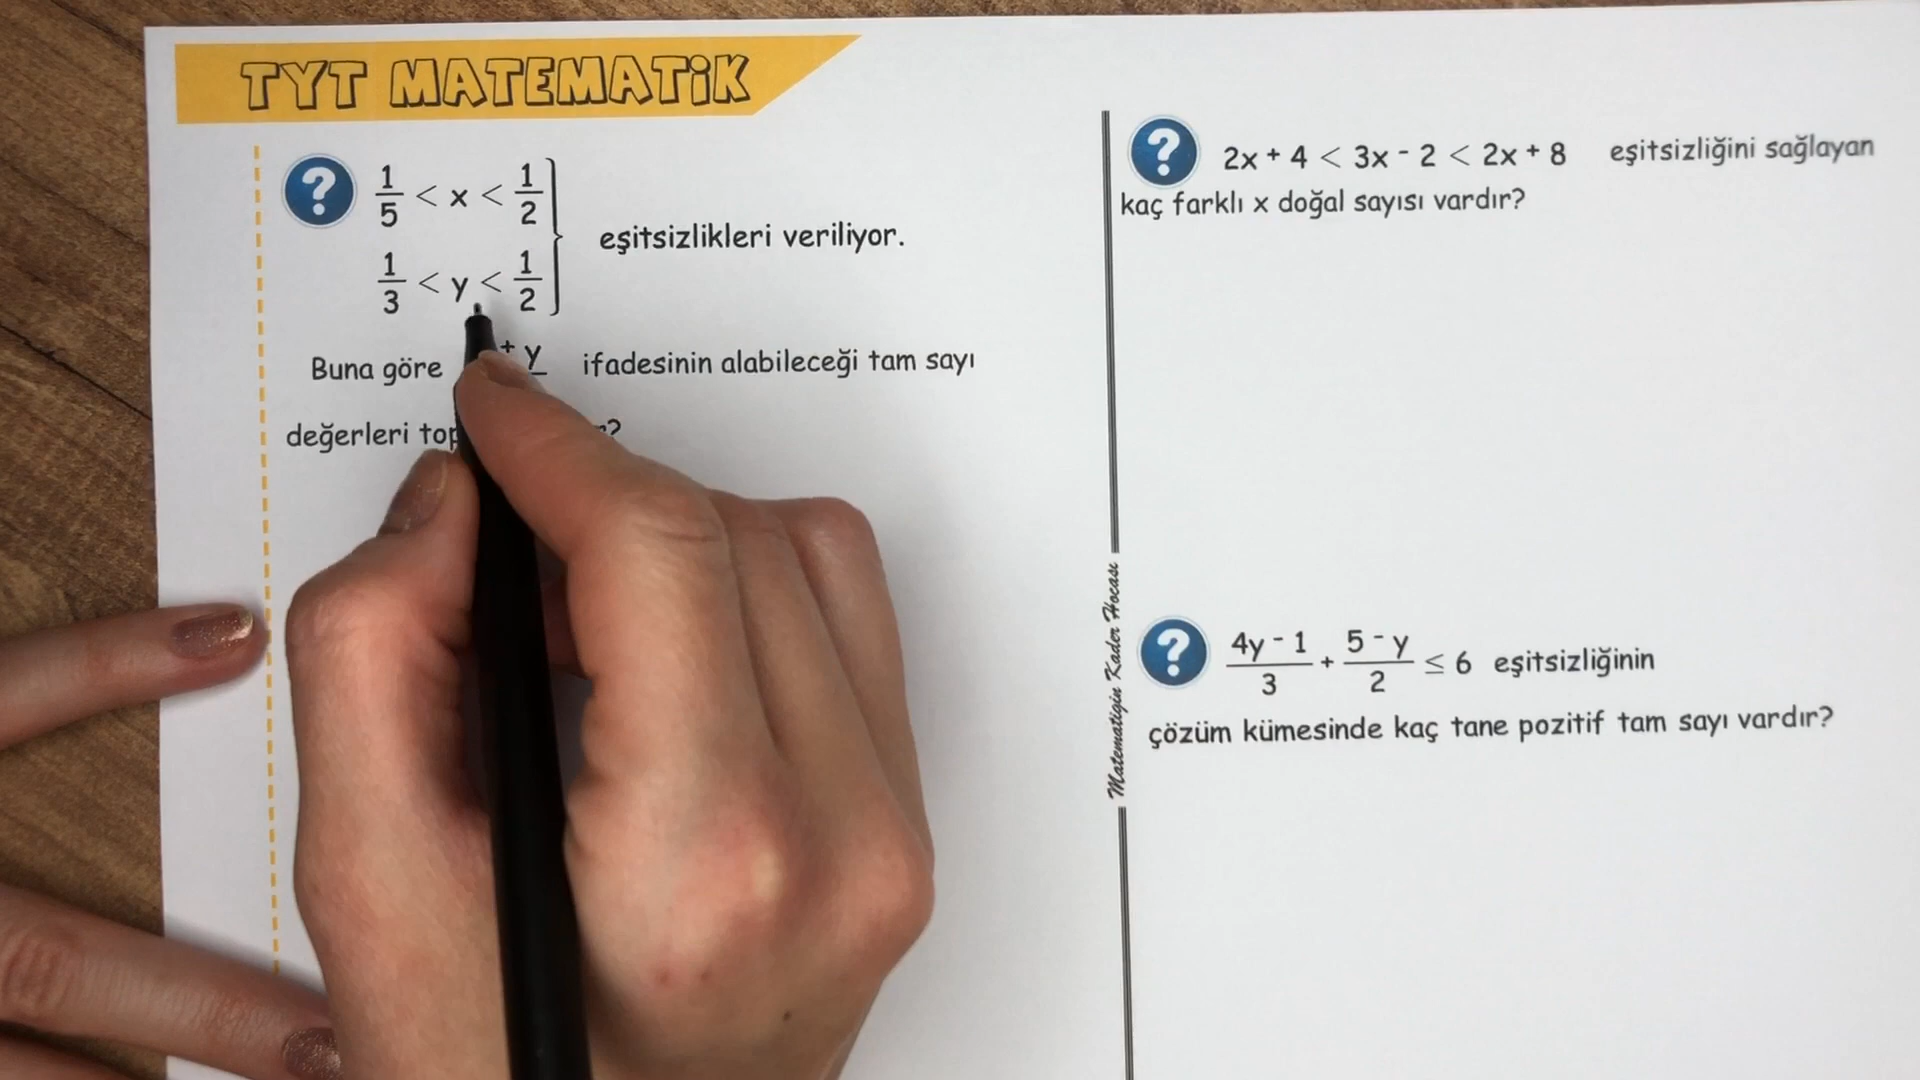 TYT MATEMATİK
1/5 < x < 1/2
1/3 < y < 1/2
eşitsizlikleri veriliyor.
Buna göre + y ifadesinin alabileceği tam sayı
değerleri
2x + 4 < 3x - 2 < 2x + 8 eşitsizliğini sağlayan
kaç farklı x doğal sayısı vardır?
Matematigin Kader Hocası
(4y - 1)/3 + (5 - y)/2 ≤ 6 eşitsizliğinin
çözüm kümesinde kaç tane pozitif tam sayı vardır?